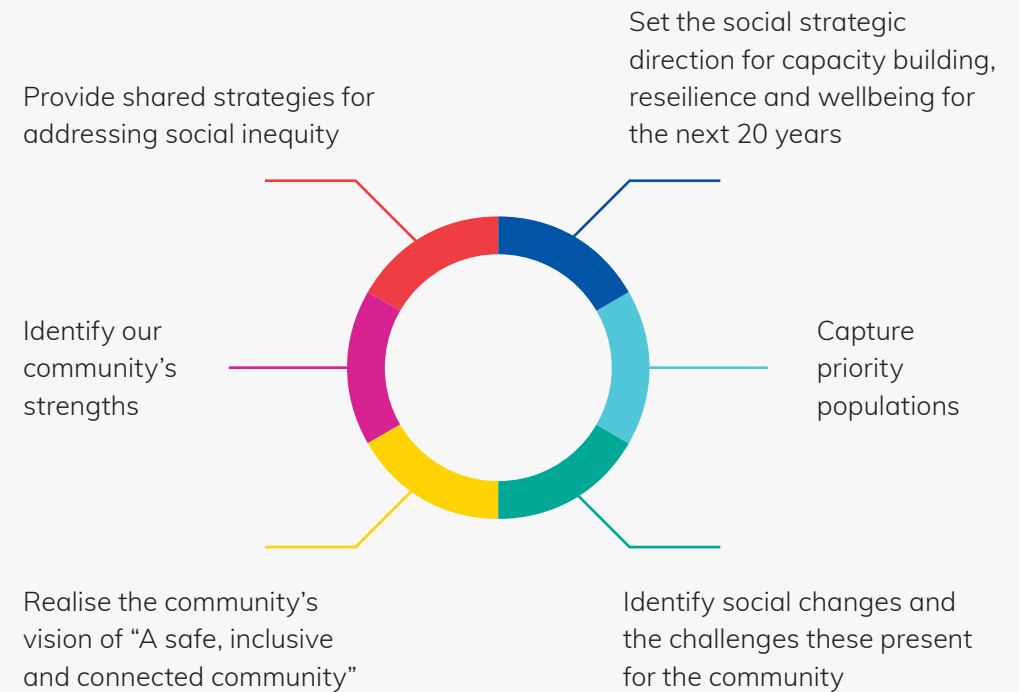 Set the social strategic
direction for capacity building,
reseilience and wellbeing for
the next 20 years
Provide shared strategies for
addressing social inequity
Identify our
community’s
strengths
Capture
priority
populations
Realise the community’s
vision of “A safe, inclusive
and connected community”
Identify social changes and
the challenges these present
for the community